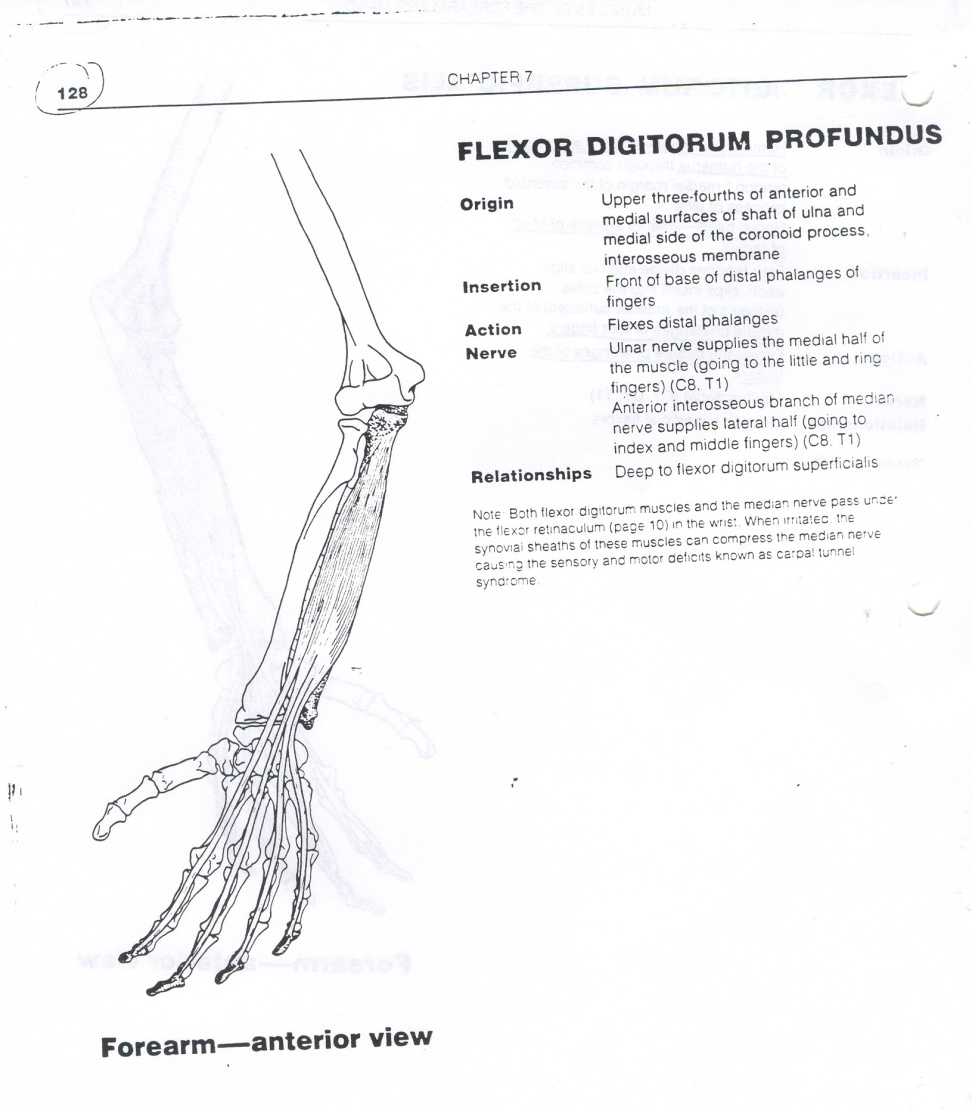 128
CHAPTER 7
FLEXOR DIGITORUM PROFUNDUS
Origin
Upper three-fourths of anterior and
medial surfaces of shaft of ulna and
medial side of the coronoid process,
interosseous membrane
Insertion
Front of base of distal phalanges of
fingers
Action
Flexes distal phalanges
Nerve
Ulnar nerve supplies the medial half of
the muscle (going to the little and ring
fingers) (C8, T1)
Anterior interosseous branch of median
nerve supplies lateral half (going to
index and middle fingers) (C8. T1)
Relationships
Deep to flexor digitorum superficialis
Note: Both flexor digitorum muscles and the median nerve pass under
the flexor retinaculum (page 10) in the wrist. When irritated, the
synovial sheaths of these muscles can compress the median nerve
causing the sensory and motor deficits known as carpal tunnel
syndrome.
Forearm—anterior view